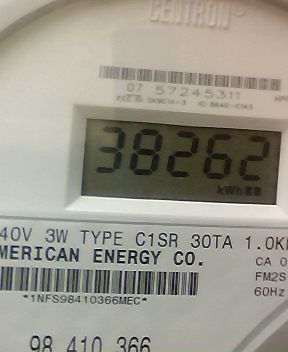 CENTRON®
07 57245311
38262
kWh
40V 3W TYPE C1SR 30TA 1.0K
MERICAN ENERGY CO.
CA 0
FM2S
*1NFS98410366MEC*
60Hz
98 410 366